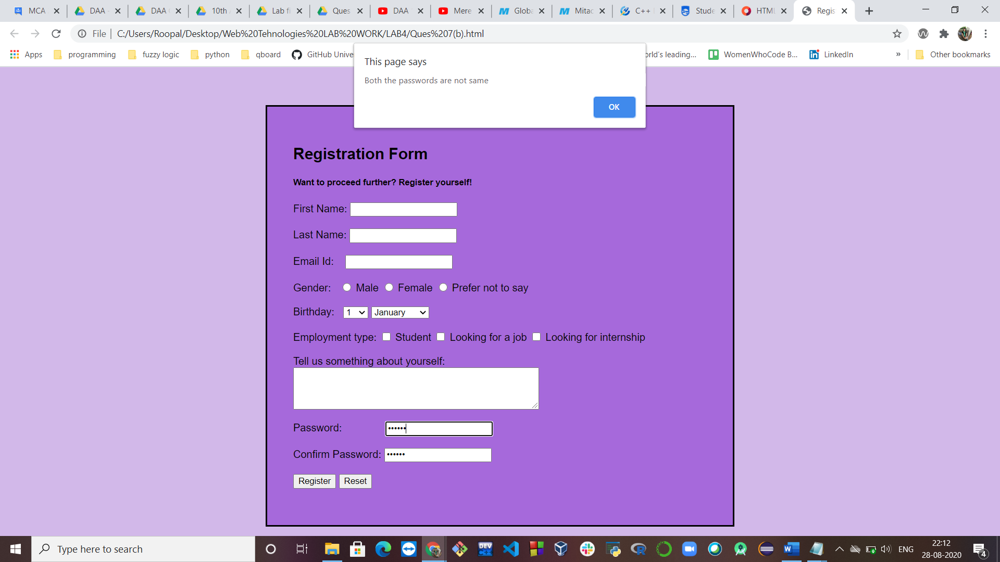 MCA
DAA
DAA
10th
Lab fi
Ques
DAA
Mere
Globa
Mitac
C++
Stude
HTML
Regis
File | C:/Users/Roopal/Desktop/Web%20Tehnologies%20LAB%20WORK/LAB4/Ques%207(b).html
Apps
programming
fuzzy logic
python
qboard
GitHub Unive
orld's leading...
WomenWhoCode B...
LinkedIn
»
Other bookmarks
This page says
Both the passwords are not same
OK
Registration Form
Want to proceed further? Register yourself!
First Name:
Last Name:
Email Id:
Gender: Male Female Prefer not to say
Birthday: 1 January
Employment type: Student Looking for a job Looking for internship
Tell us something about yourself:
Password: ••••••
Confirm Password: ••••••
Register Reset
Type here to search
DEV
C++
ENG
22:12
28-08-2020
4